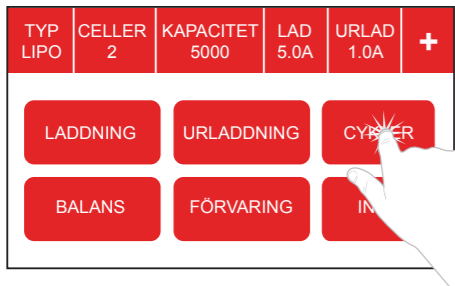 TYP CELLER KAPACITET LAD URLAD +
LIPO 2 5000 5.0A 1.0A
LADDNING URLADDNING
BALANS FÖRVARING